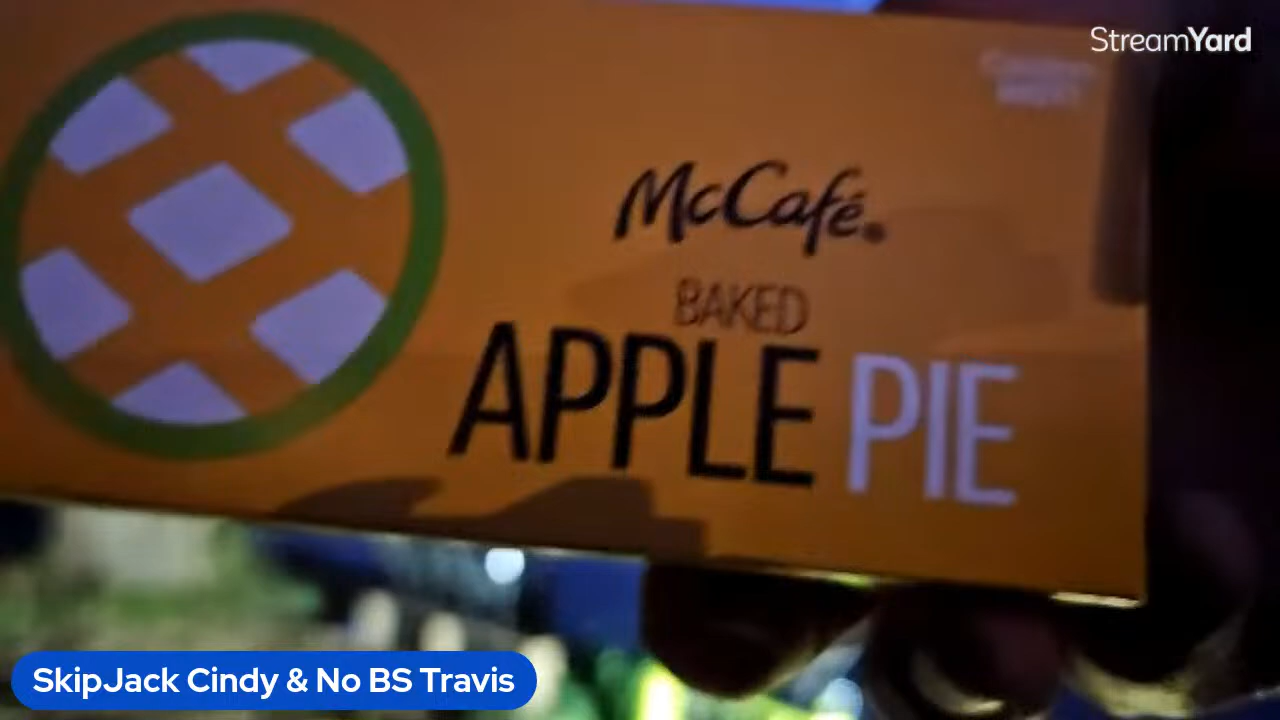 StreamYard
McCafé®
BAKED
APPLE PIE
SkipJack Cindy & No BS Travis